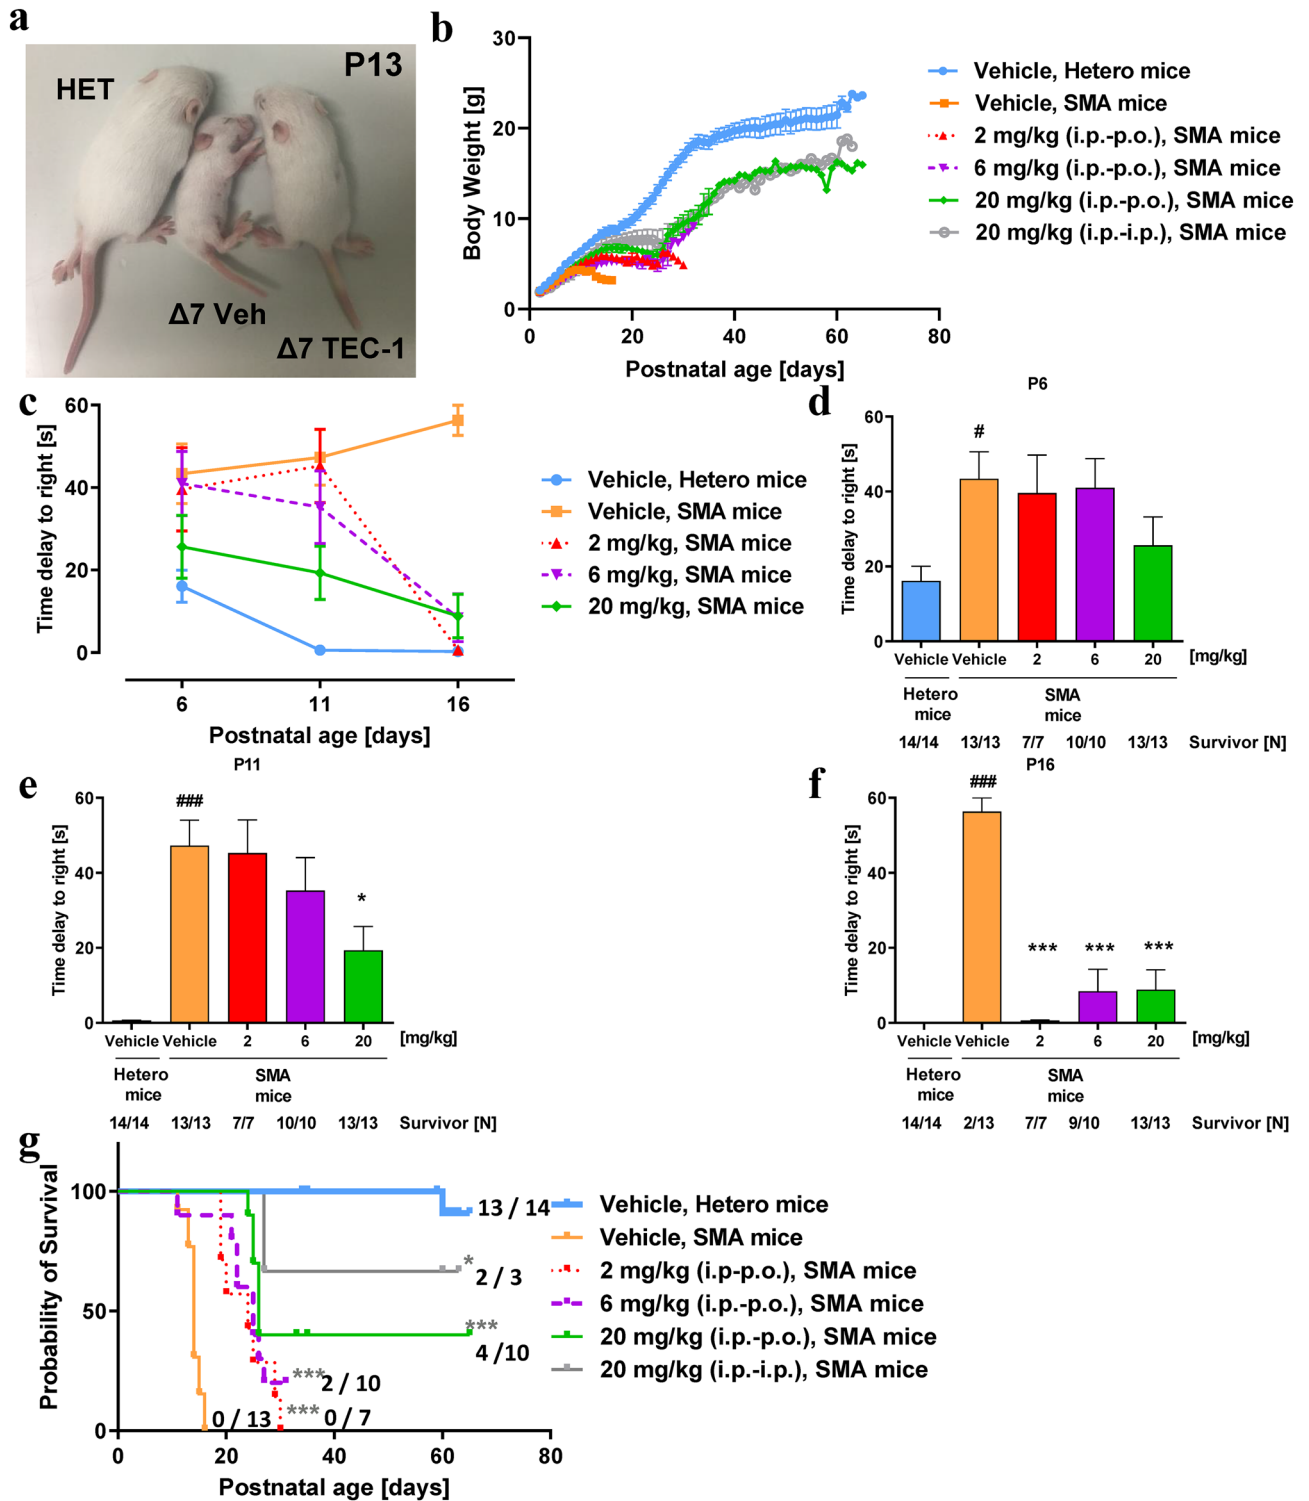 a
P13
HET
Δ7 Veh
Δ7 TEC-1
b
30
20
10
0
0 20 40 60 80
Body Weight [g]
Postnatal age [days]
Vehicle, Hetero mice
Vehicle, SMA mice
2 mg/kg (i.p.-p.o.), SMA mice
6 mg/kg (i.p.-p.o.), SMA mice
20 mg/kg (i.p.-p.o.), SMA mice
20 mg/kg (i.p.-i.p.), SMA mice
c
60
40
20
0
6 11 16
Time delay to right [s]
Postnatal age [days]
Vehicle, Hetero mice
Vehicle, SMA mice
2 mg/kg, SMA mice
6 mg/kg, SMA mice
20 mg/kg, SMA mice
d
P6
60
40
20
0
Time delay to right [s]
#
Vehicle Vehicle 2 6 20 [mg/kg]
Hetero mice
SMA mice
14/14 13/13 7/7 10/10 13/13 Survivor [N]
e
P11
60
40
20
0
Time delay to right [s]
###
*
Vehicle Vehicle 2 6 20 [mg/kg]
Hetero mice
SMA mice
14/14 13/13 7/7 10/10 13/13 Survivor [N]
f
P16
60
40
20
0
Time delay to right [s]
###
*** *** ***
Vehicle Vehicle 2 6 20 [mg/kg]
Hetero mice
SMA mice
14/14 2/13 7/7 9/10 13/13 Survivor [N]
g
100
50
0
0 20 40 60 80
Probability of Survival
Postnatal age [days]
13 / 14
*
2 / 3
***
4 /10
***
2 / 10
***
0 / 7
0 / 13
Vehicle, Hetero mice
Vehicle, SMA mice
2 mg/kg (i.p-p.o.), SMA mice
6 mg/kg (i.p.-p.o.), SMA mice
20 mg/kg (i.p.-p.o.), SMA mice
20 mg/kg (i.p.-i.p.), SMA mice